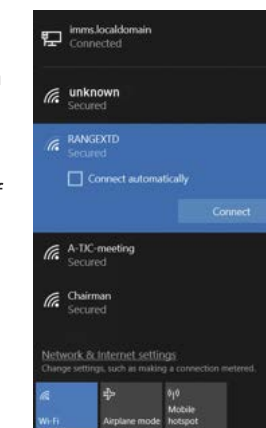 imms.localdomain
Connected
unknown
Secured
RANGEXTD
Secured
Connect automatically
Connect
A-TJC-meeting
Secured
Chairman
Secured
Network & Internet settings
Change settings, such as making a connection metered.
Wi-Fi
Airplane mode
Mobile
hotspot